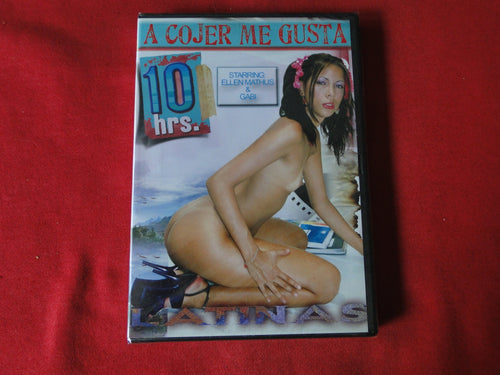 A COJER ME GUSTA
10
hrs.
STARRING:
ELLEN MATHUS
&
GABI
LATINAS